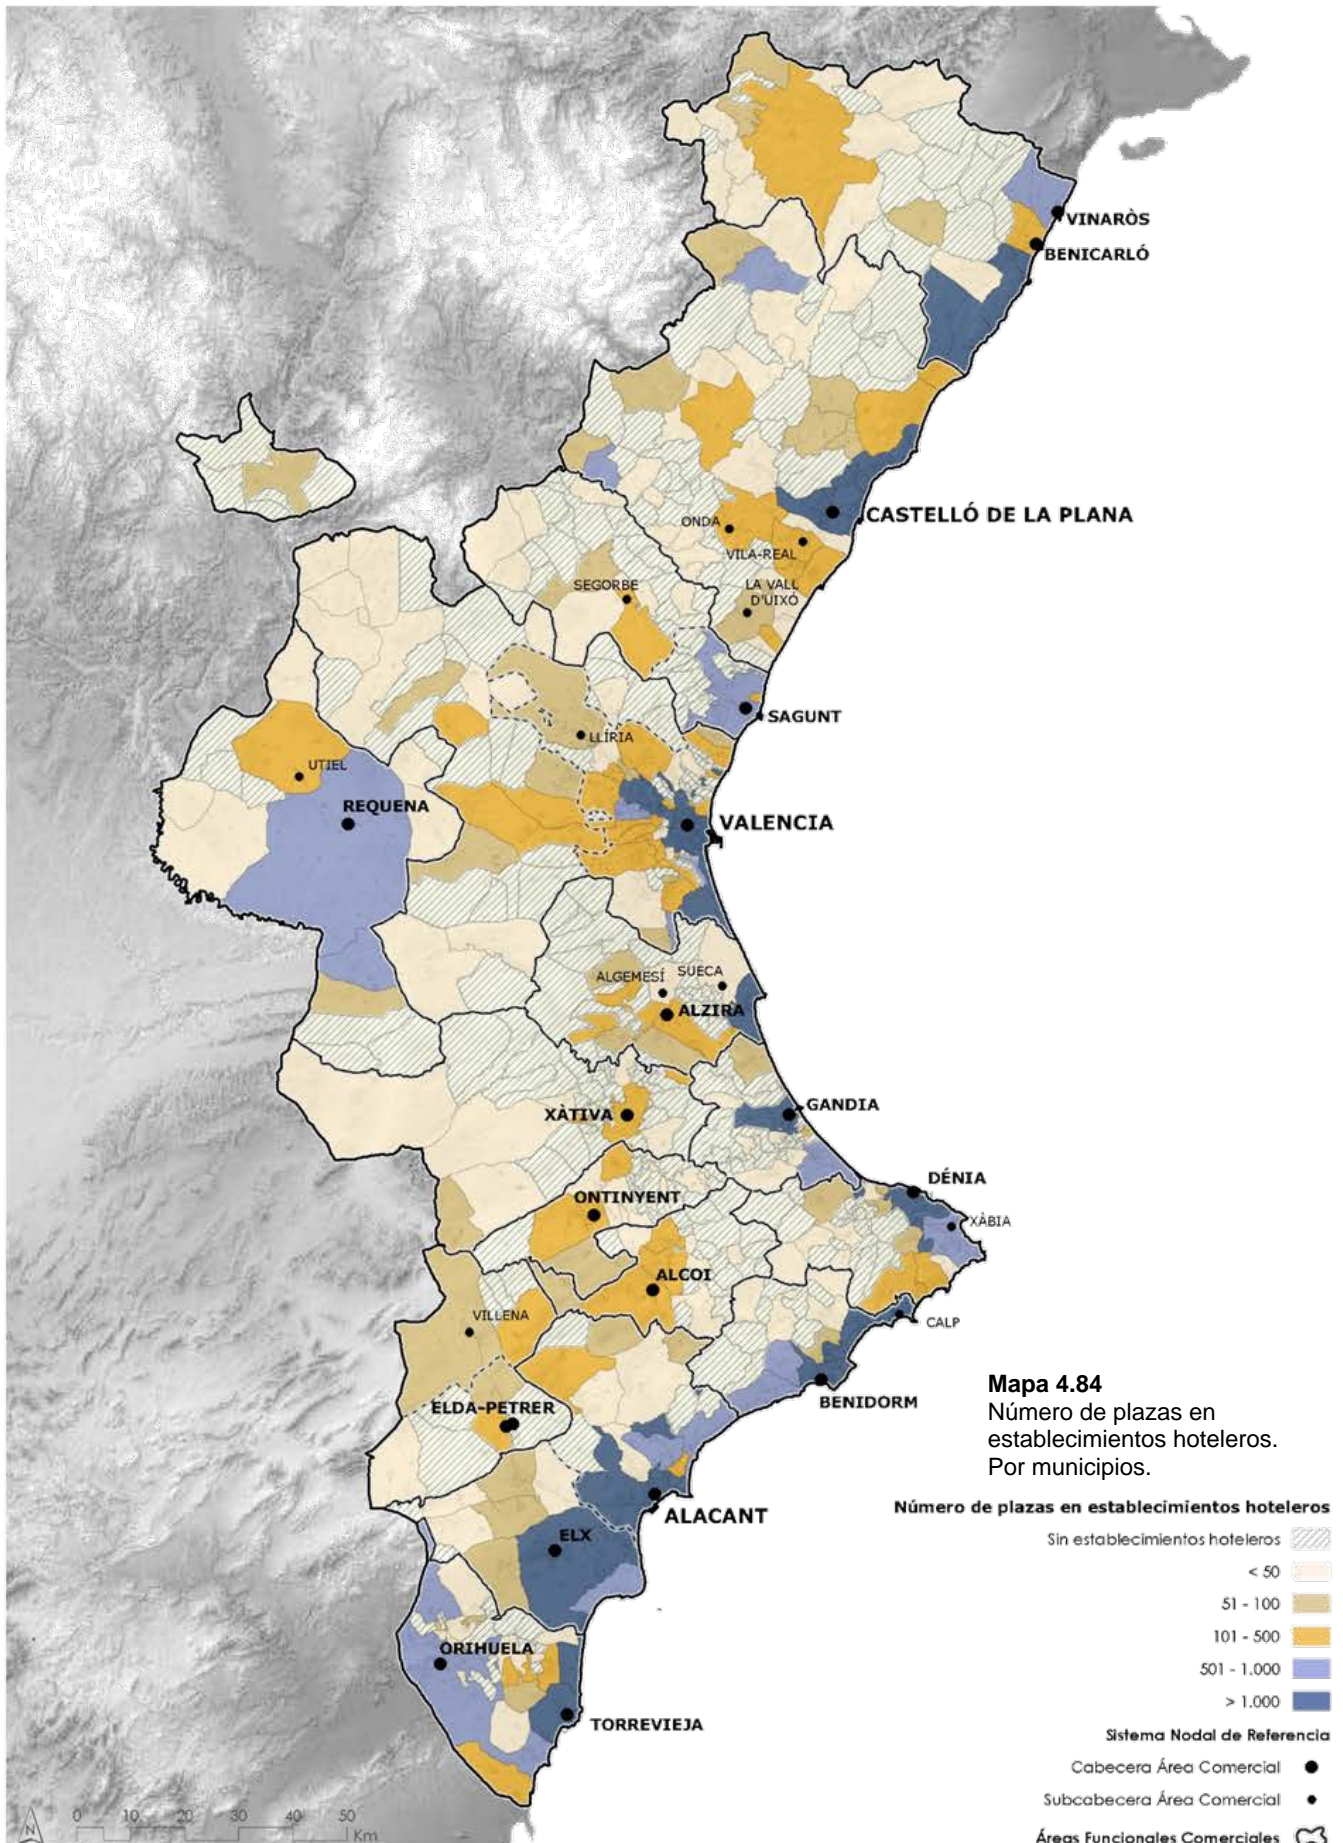 VINARÒS
BENICARLÓ
CASTELLÓ DE LA PLANA
ONDA
VILA-REAL
SEGORBE
LA VALL
D'UIXÓ
SAGUNT
LLÍRIA
UTIEL
REQUENA
VALENCIA
ALGEMESÍ
SUECA
ALZIRA
GANDIA
XÀTIVA
DÉNIA
ONTINYENT
XÀBIA
ALCOI
VILLENA
CALP
BENIDORM
ELDA-PETRER
ALACANT
ELX
ORIHUELA
TORREVIEJA
Mapa 4.84
Número de plazas en
establecimientos hoteleros.
Por municipios.
Número de plazas en establecimientos hoteleros
Sin establecimientos hoteleros
< 50
51 - 100
101 - 500
501 - 1.000
> 1.000
Sistema Nodal de Referencia
Cabecera Área Comercial
Subcabecera Área Comercial
Áreas Funcionales Comerciales
N
0 10 20 30 40 50
Km